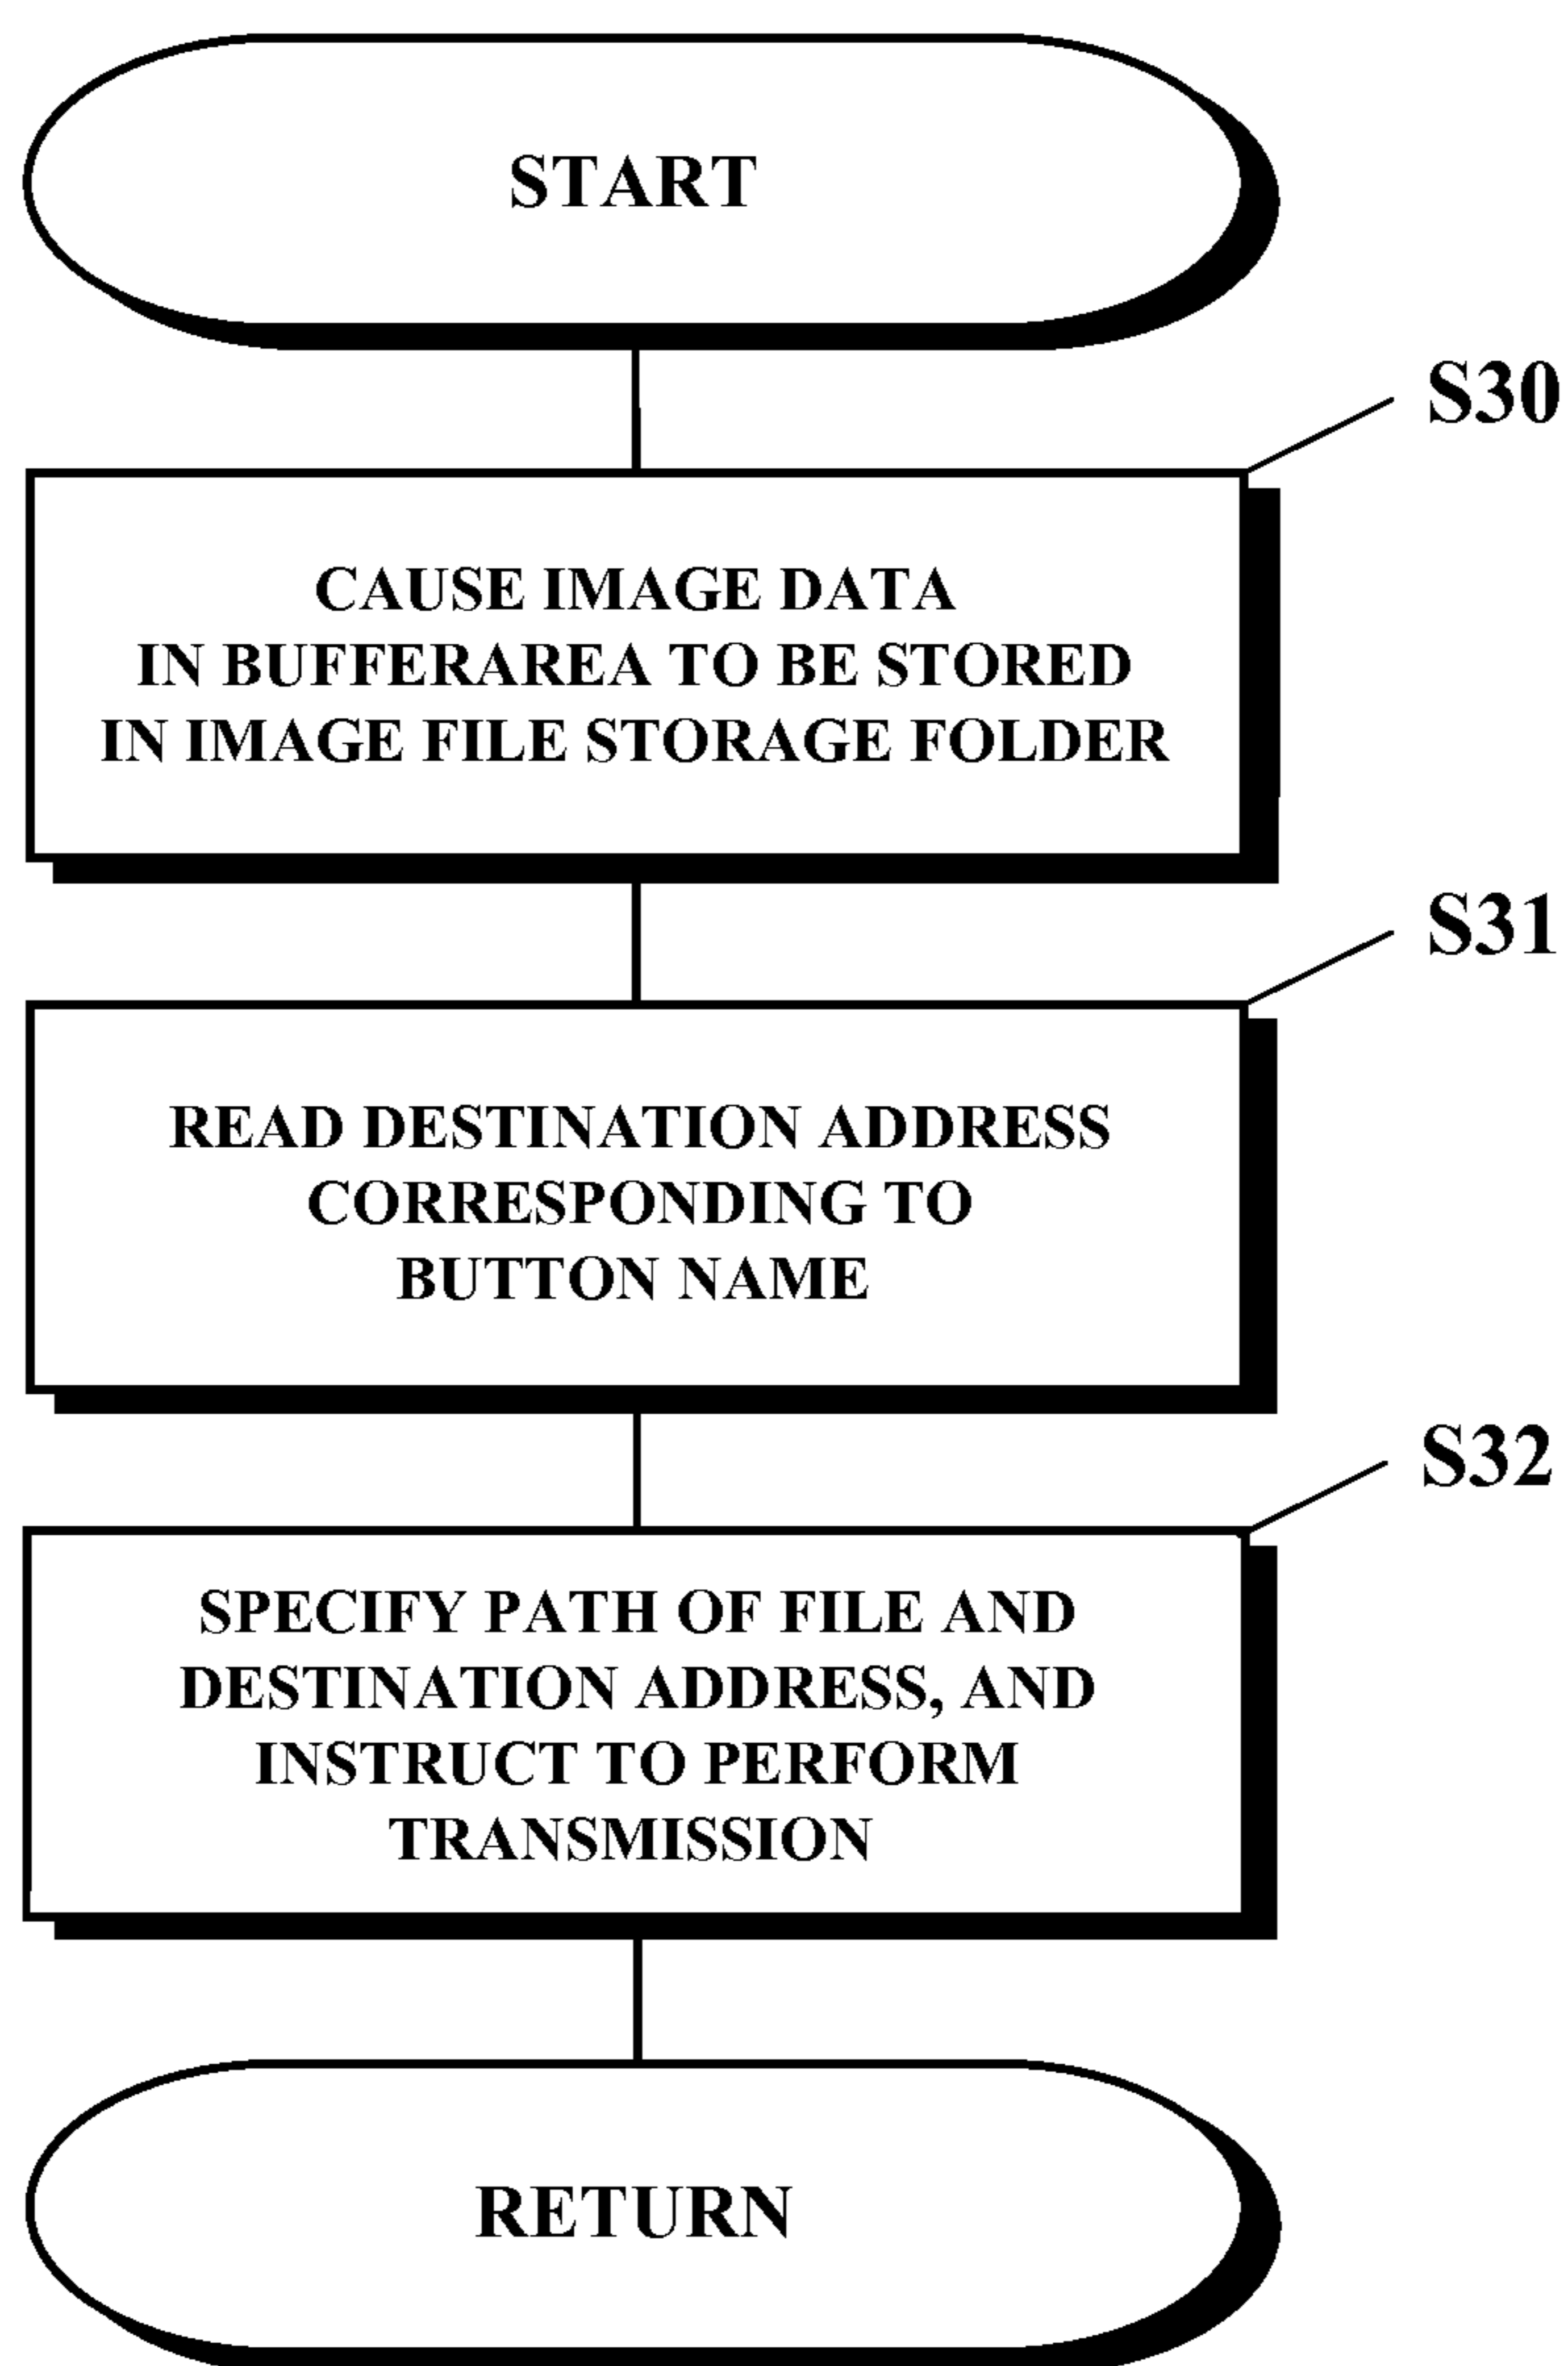 START
S30
CAUSE IMAGE DATA
IN BUFFERAREA TO BE STORED
IN IMAGE FILE STORAGE FOLDER
S31
READ DESTINATION ADDRESS
CORRESPONDING TO
BUTTON NAME
S32
SPECIFY PATH OF FILE AND
DESTINATION ADDRESS, AND
INSTRUCT TO PERFORM
TRANSMISSION
RETURN